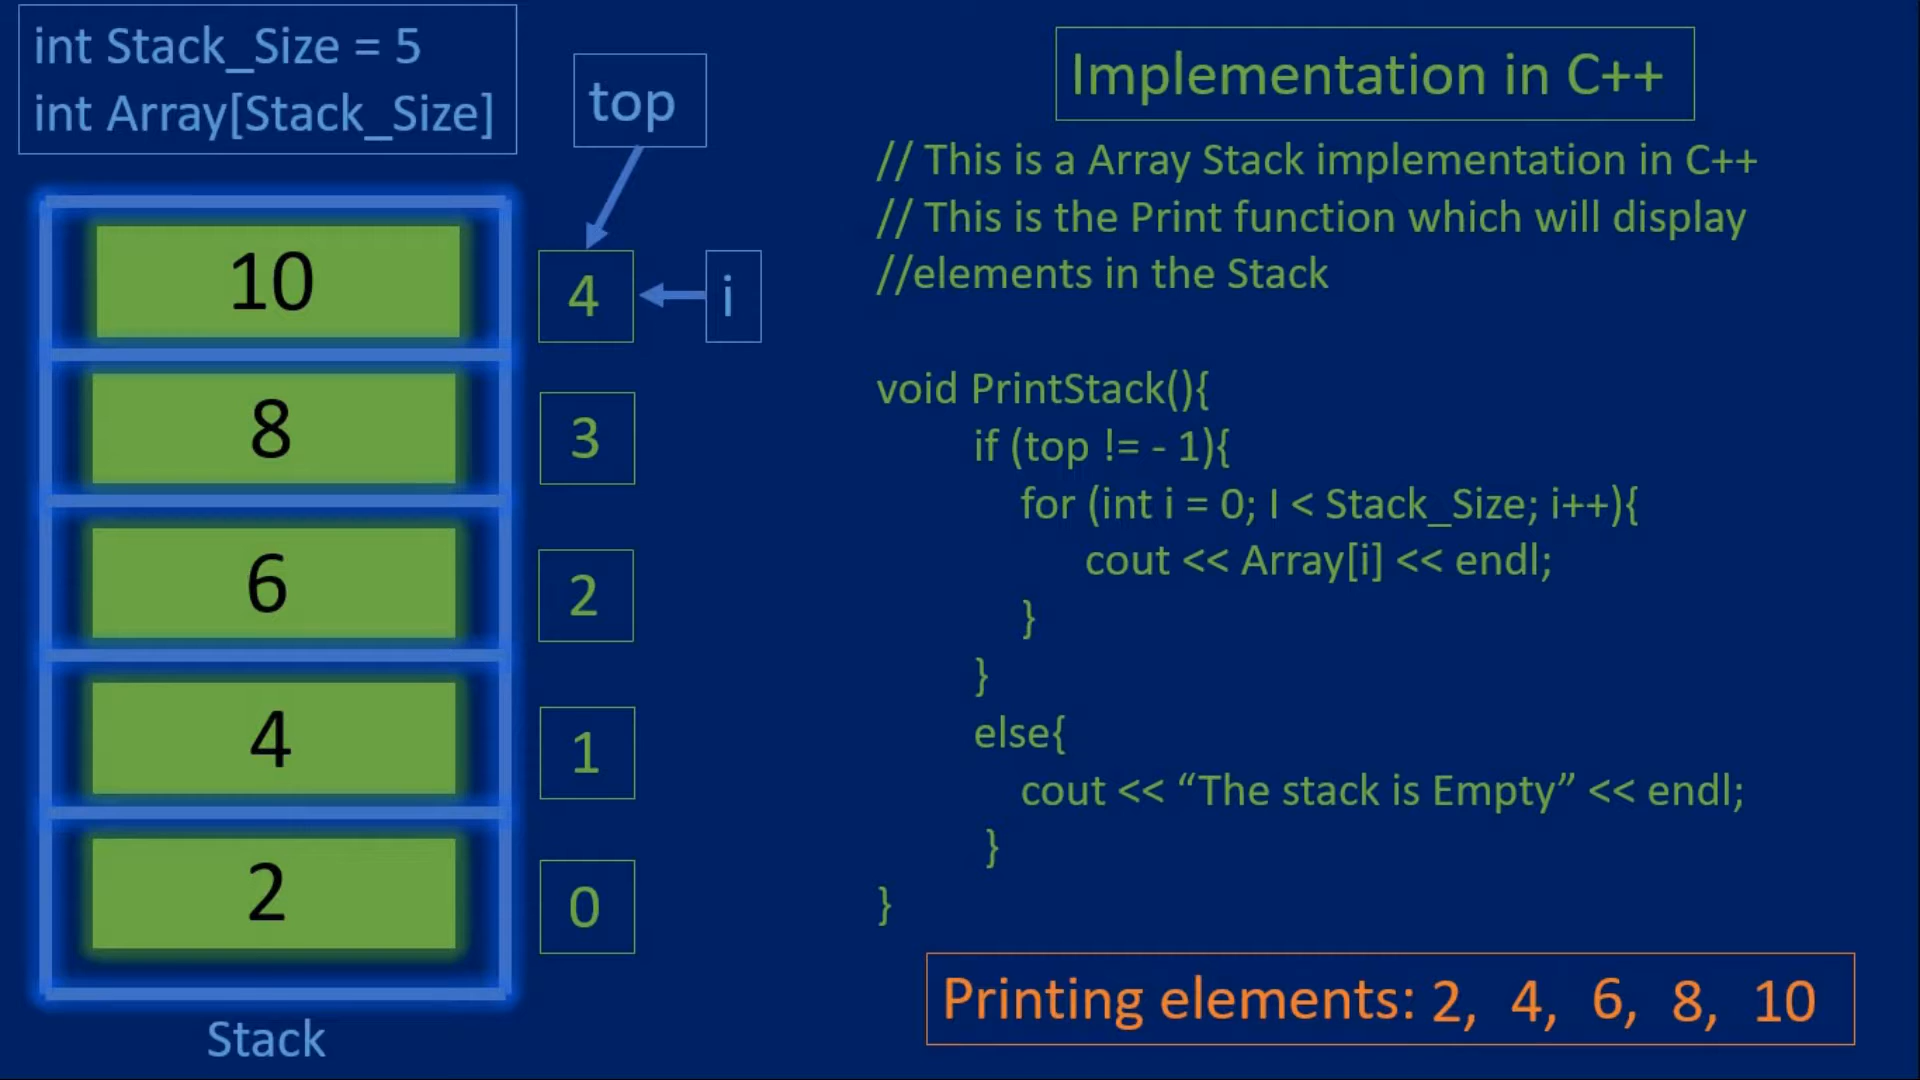 int Stack_Size = 5
int Array[Stack_Size]
top
10
4
i
8
3
6
2
4
1
2
0
Stack
Implementation in C++
// This is a Array Stack implementation in C++
// This is the Print function which will display
//elements in the Stack
void PrintStack(){
if (top != - 1){
for (int i = 0; I < Stack_Size; i++){
cout << Array[i] << endl;
}
}
else{
cout << “The stack is Empty” << endl;
}
}
Printing elements: 2, 4, 6, 8, 10